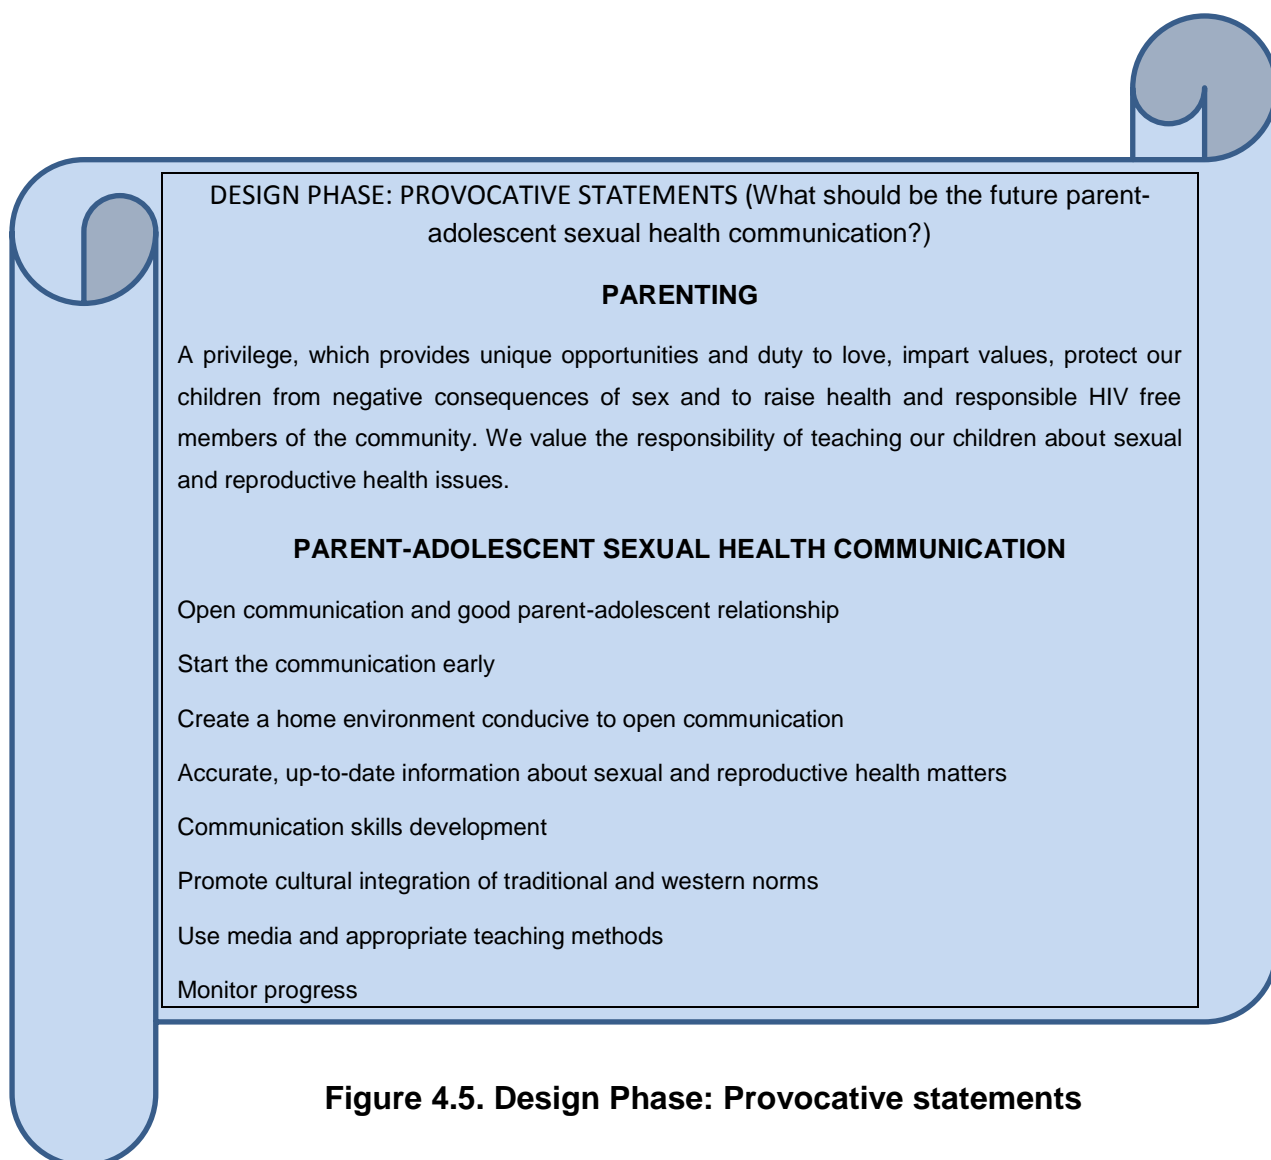 DESIGN PHASE: PROVOCATIVE STATEMENTS (What should be the future parent-
adolescent sexual health communication?)
PARENTING
A privilege, which provides unique opportunities and duty to love, impart values, protect our
children from negative consequences of sex and to raise health and responsible HIV free
members of the community. We value the responsibility of teaching our children about sexual
and reproductive health issues.
PARENT-ADOLESCENT SEXUAL HEALTH COMMUNICATION
Open communication and good parent-adolescent relationship
Start the communication early
Create a home environment conducive to open communication
Accurate, up-to-date information about sexual and reproductive health matters
Communication skills development
Promote cultural integration of traditional and western norms
Use media and appropriate teaching methods
Monitor progress
Figure 4.5. Design Phase: Provocative statements